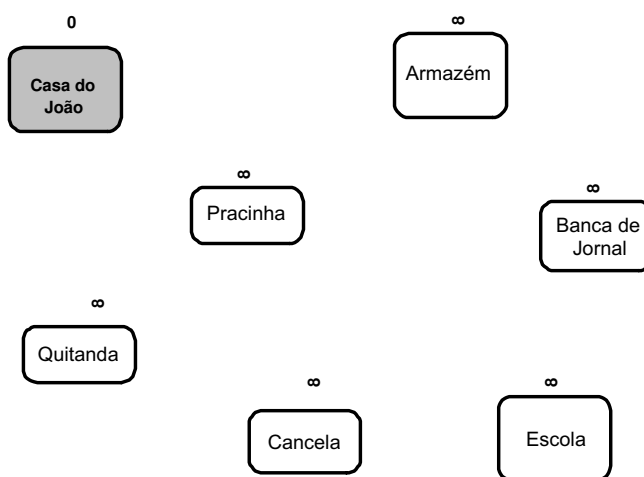 0
∞
Casa do
João
Armazém
∞
Pracinha
∞
Banca de
Jornal
∞
Quitanda
∞
Cancela
∞
Escola